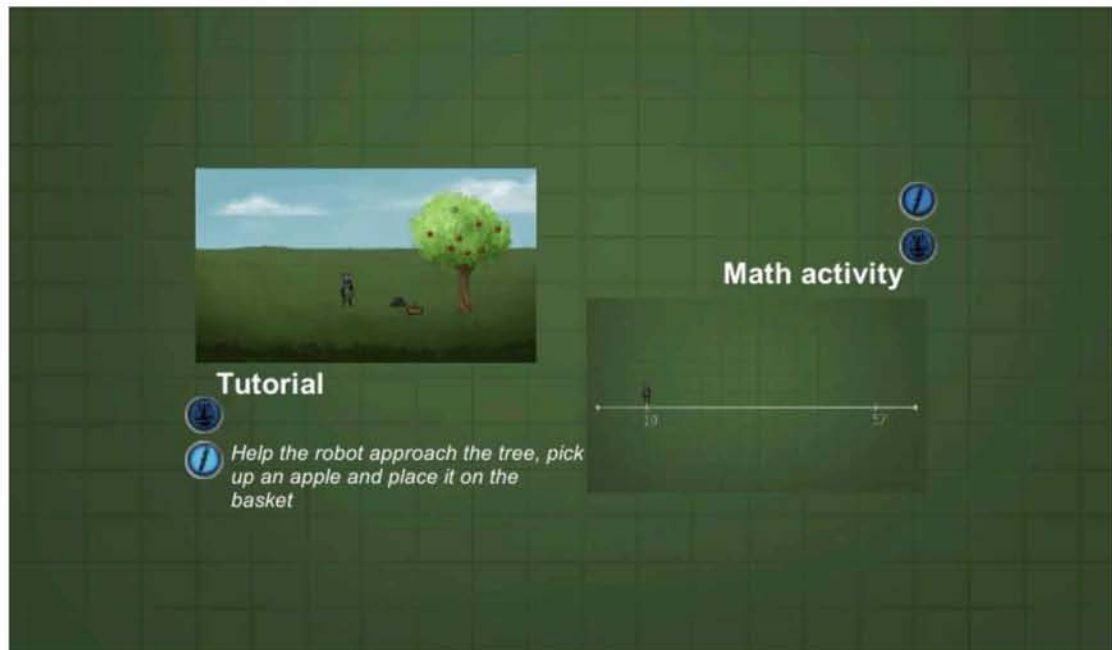 Tutorial
Help the robot approach the tree, pick
up an apple and place it on the
basket
Math activity
57